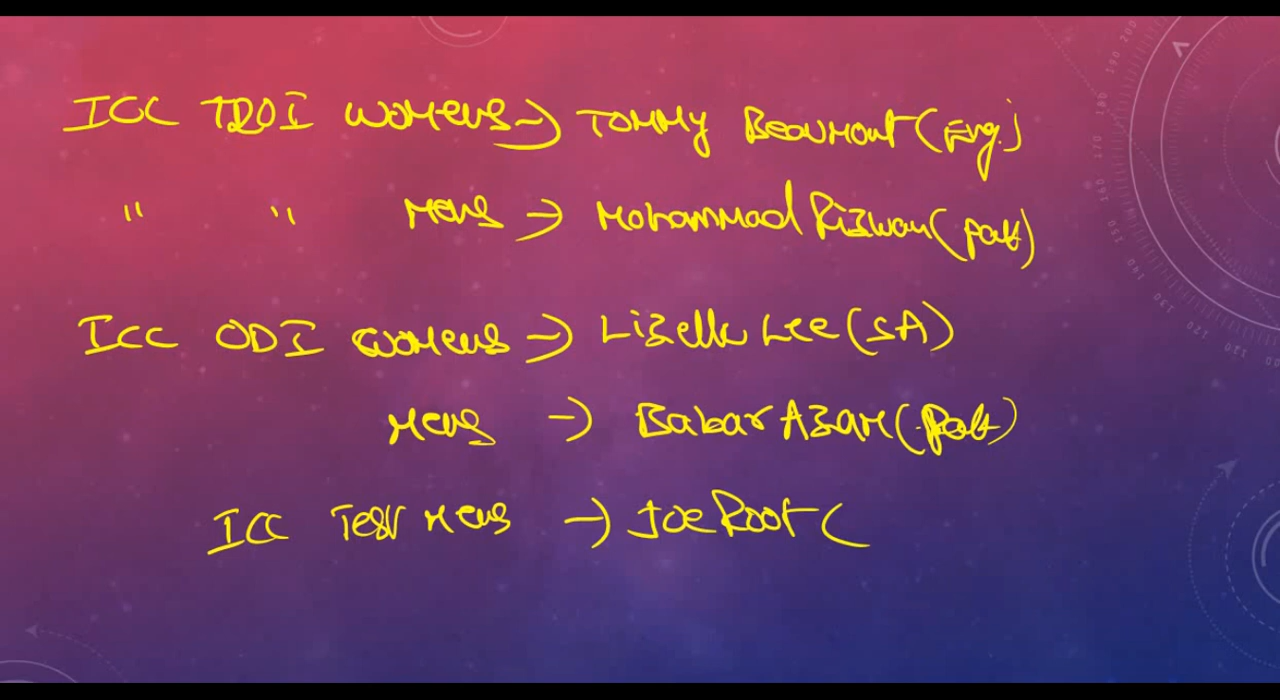 ICC T20I Womens → Tommy Beaumont (Eng.)
" " Mens → Mohammad Rizwan (Pak)
ICC ODI Womens → Lizelle Lee (SA)
Mens → Babar Azam (Pak)
ICC Test Mens → Joe Root (